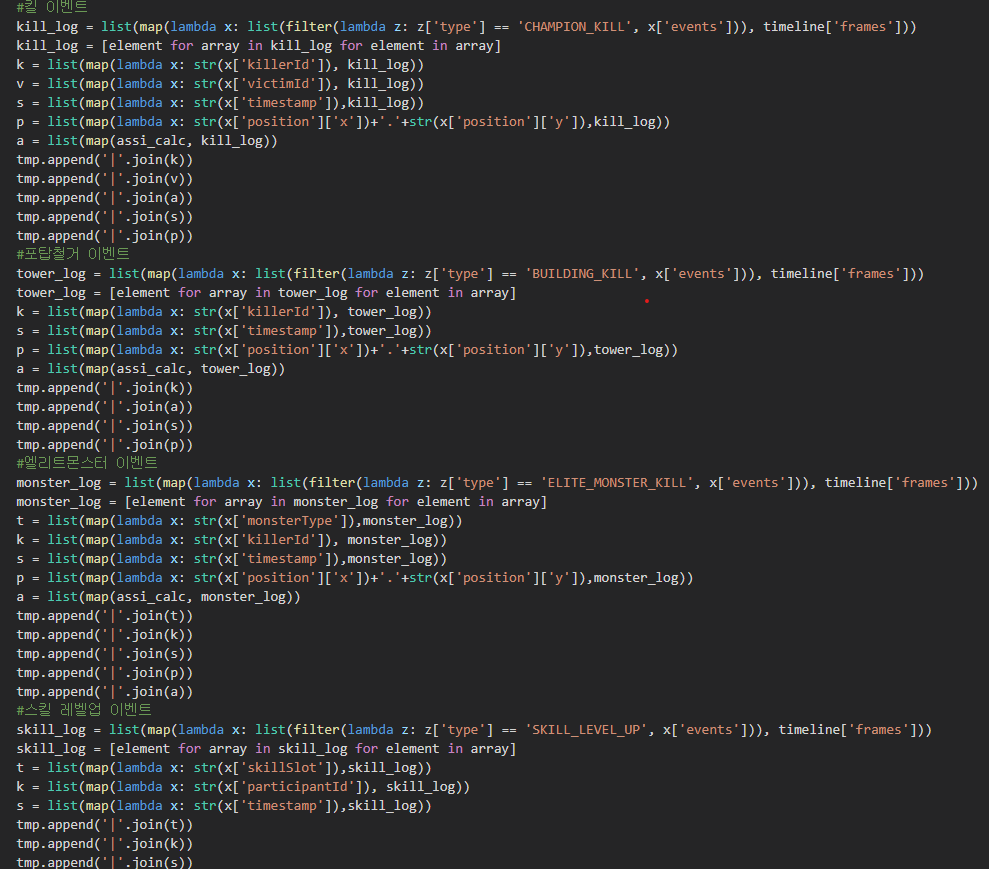 #킬 이벤트
kill_log = list(map(lambda x: list(filter(lambda z: z['type'] == 'CHAMPION_KILL', x['events'])), timeline['frames']))
kill_log = [element for array in kill_log for element in array]
k = list(map(lambda x: str(x['killerId']), kill_log))
v = list(map(lambda x: str(x['victimId']), kill_log))
s = list(map(lambda x: str(x['timestamp']),kill_log))
p = list(map(lambda x: str(x['position']['x'])+'.'+str(x['position']['y']),kill_log))
a = list(map(assi_calc, kill_log))
tmp.append('|'.join(k))
tmp.append('|'.join(v))
tmp.append('|'.join(a))
tmp.append('|'.join(s))
tmp.append('|'.join(p))
#포탑철거 이벤트
tower_log = list(map(lambda x: list(filter(lambda z: z['type'] == 'BUILDING_KILL', x['events'])), timeline['frames']))
tower_log = [element for array in tower_log for element in array]
k = list(map(lambda x: str(x['killerId']), tower_log))
s = list(map(lambda x: str(x['timestamp']),tower_log))
p = list(map(lambda x: str(x['position']['x'])+'.'+str(x['position']['y']),tower_log))
a = list(map(assi_calc, tower_log))
tmp.append('|'.join(k))
tmp.append('|'.join(a))
tmp.append('|'.join(s))
tmp.append('|'.join(p))
#엘리트몬스터 이벤트
monster_log = list(map(lambda x: list(filter(lambda z: z['type'] == 'ELITE_MONSTER_KILL', x['events'])), timeline['frames']))
monster_log = [element for array in monster_log for element in array]
t = list(map(lambda x: str(x['monsterType']),monster_log))
k = list(map(lambda x: str(x['killerId']), monster_log))
s = list(map(lambda x: str(x['timestamp']),monster_log))
p = list(map(lambda x: str(x['position']['x'])+'.'+str(x['position']['y']),monster_log))
a = list(map(assi_calc, monster_log))
tmp.append('|'.join(t))
tmp.append('|'.join(k))
tmp.append('|'.join(s))
tmp.append('|'.join(p))
tmp.append('|'.join(a))
#스킬 레벨업 이벤트
skill_log = list(map(lambda x: list(filter(lambda z: z['type'] == 'SKILL_LEVEL_UP', x['events'])), timeline['frames']))
skill_log = [element for array in skill_log for element in array]
t = list(map(lambda x: str(x['skillSlot']),skill_log))
k = list(map(lambda x: str(x['participantId']), skill_log))
s = list(map(lambda x: str(x['timestamp']),skill_log))
tmp.append('|'.join(t))
tmp.append('|'.join(k))
tmp.append('|'.join(s))